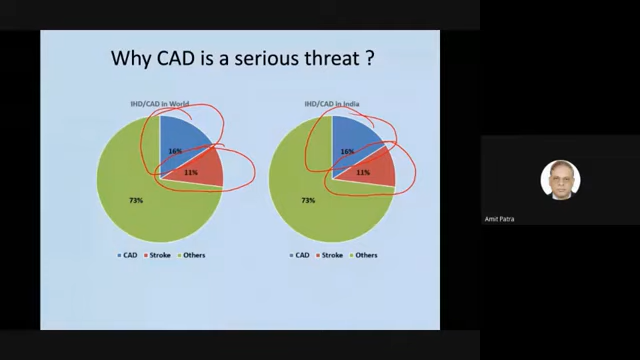 Why CAD is a serious threat ?
IHD/CAD in World
16%
11%
73%
CAD Stroke Others
IHD/CAD in India
16%
11%
73%
CAD Stroke Others
Amit Patra